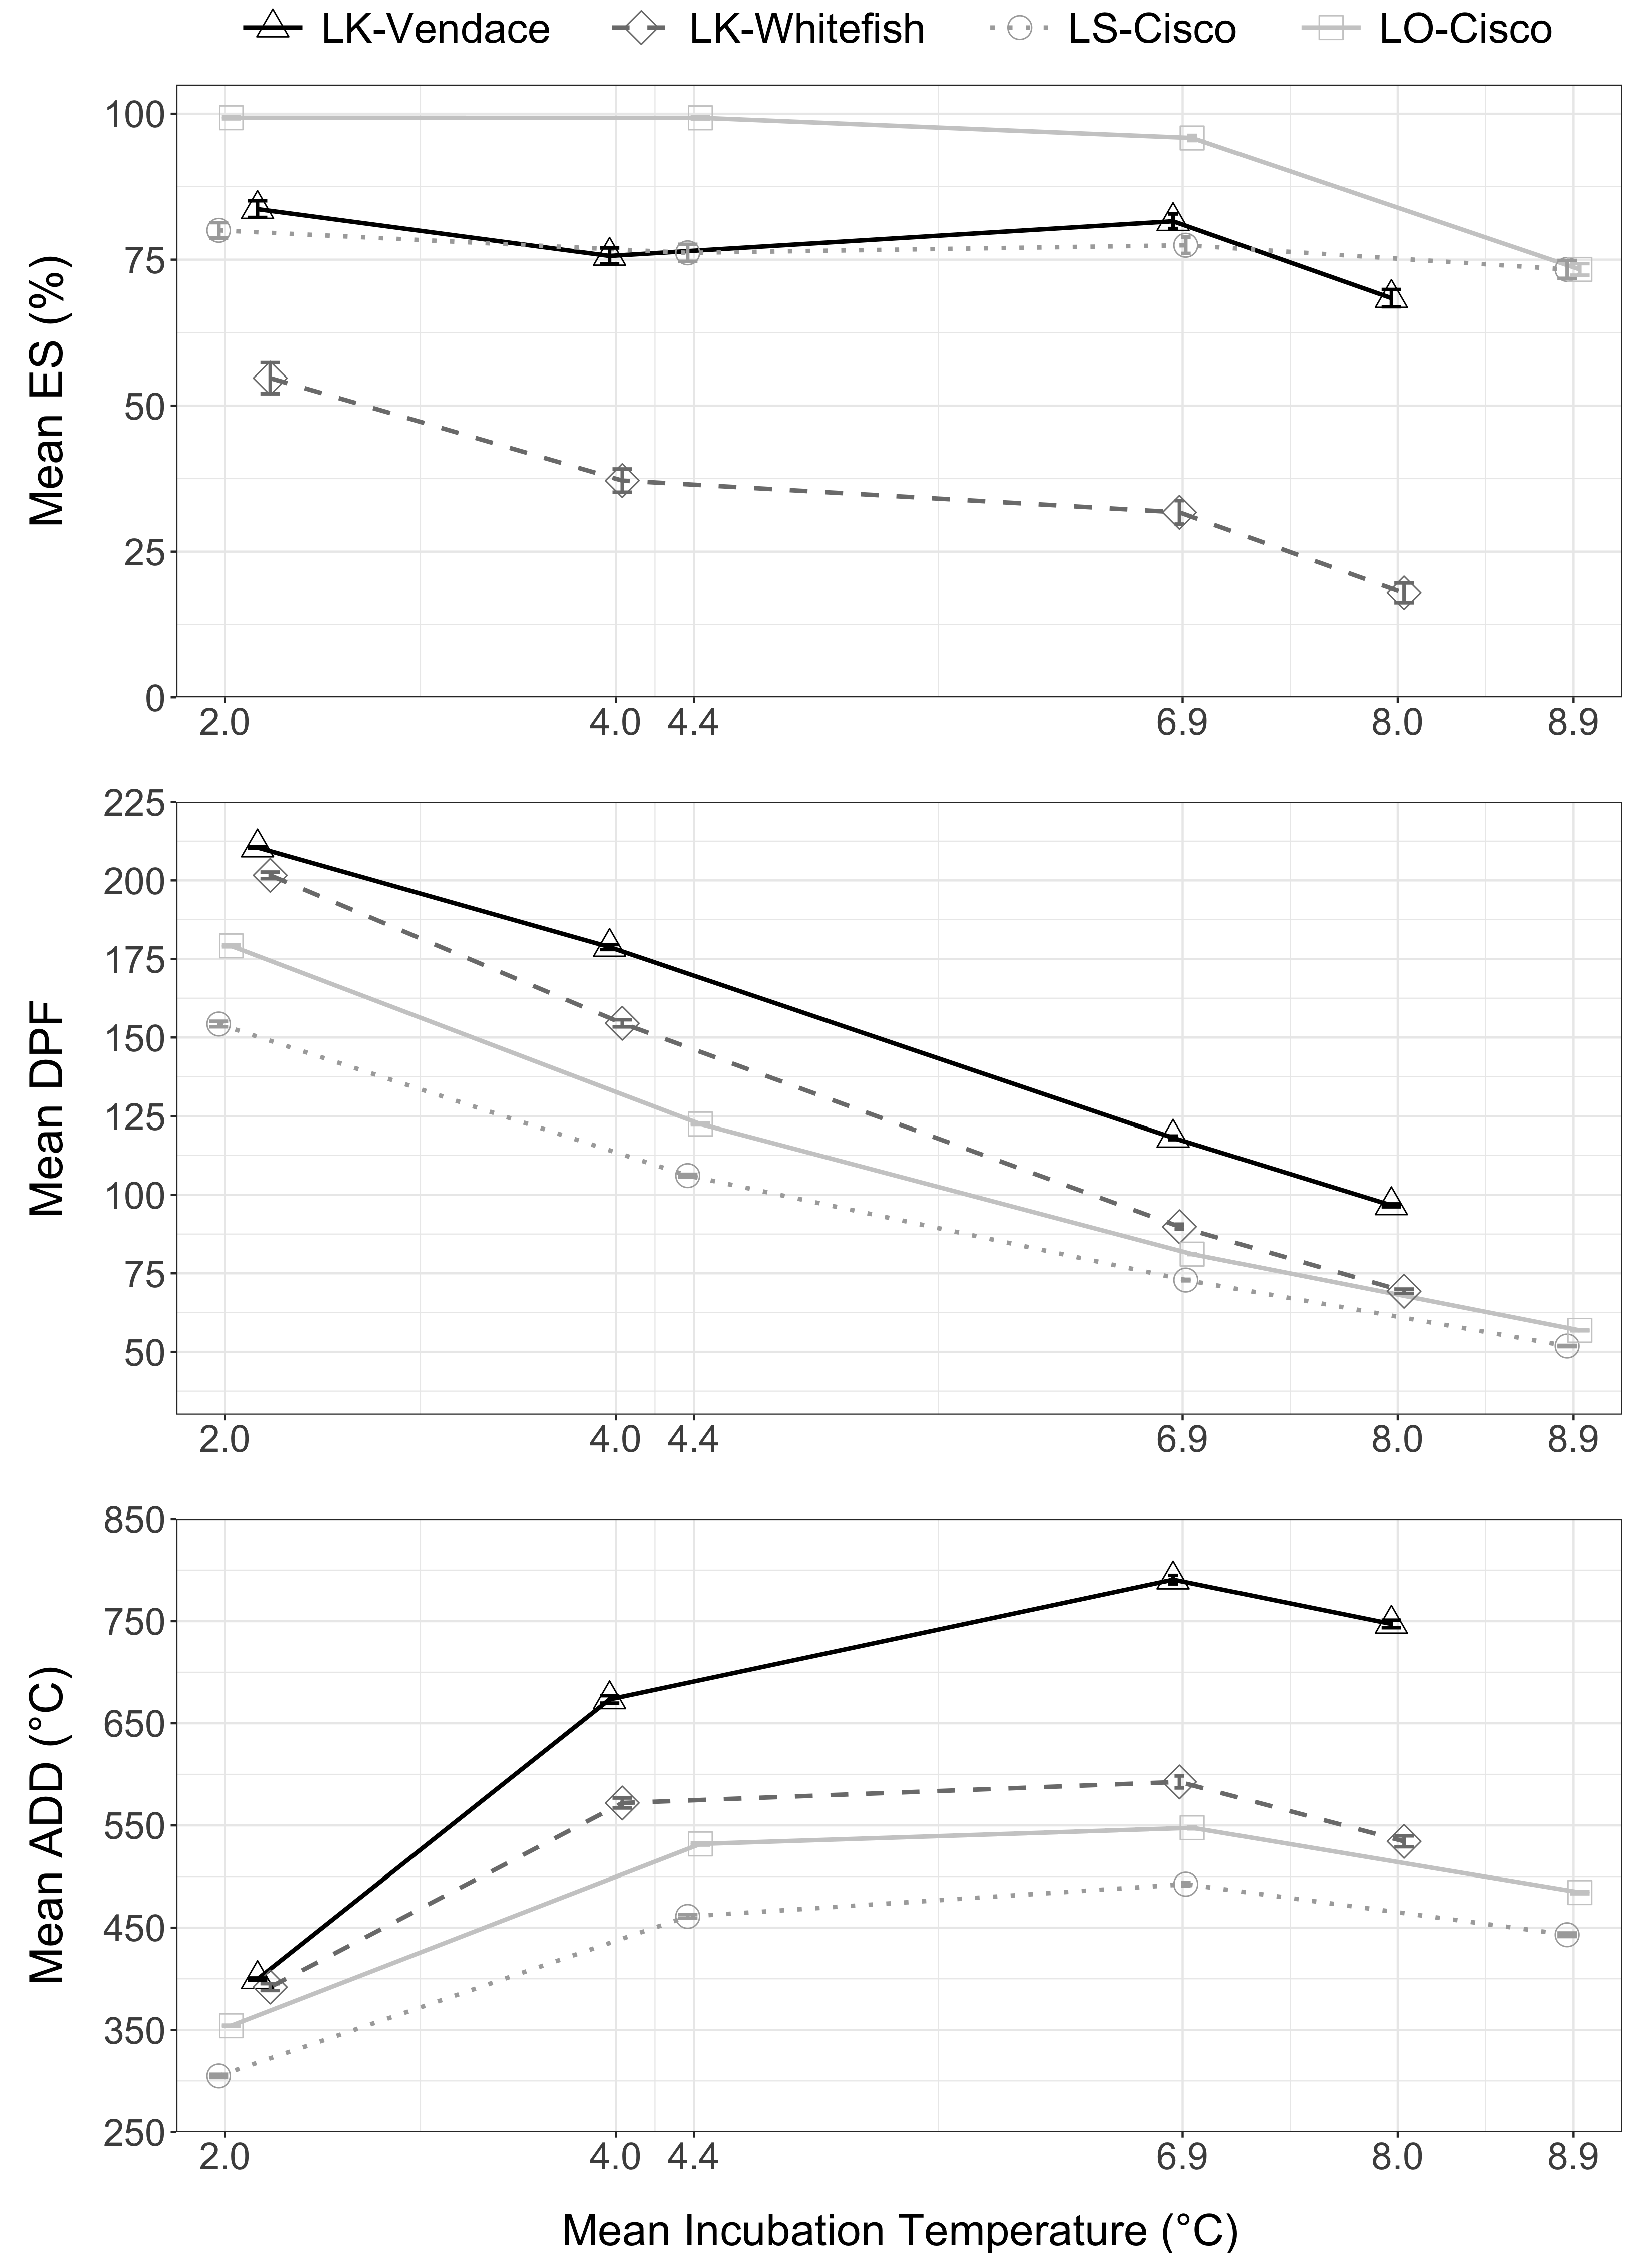 LK-Vendace LK-Whitefish LS-Cisco LO-Cisco
Mean ES (%)
100
75
50
25
0
2.0 4.0 4.4 6.9 8.0 8.9
Mean DPF
225
200
175
150
125
100
75
50
2.0 4.0 4.4 6.9 8.0 8.9
Mean ADD (°C)
850
750
650
550
450
350
250
2.0 4.0 4.4 6.9 8.0 8.9
Mean Incubation Temperature (°C)